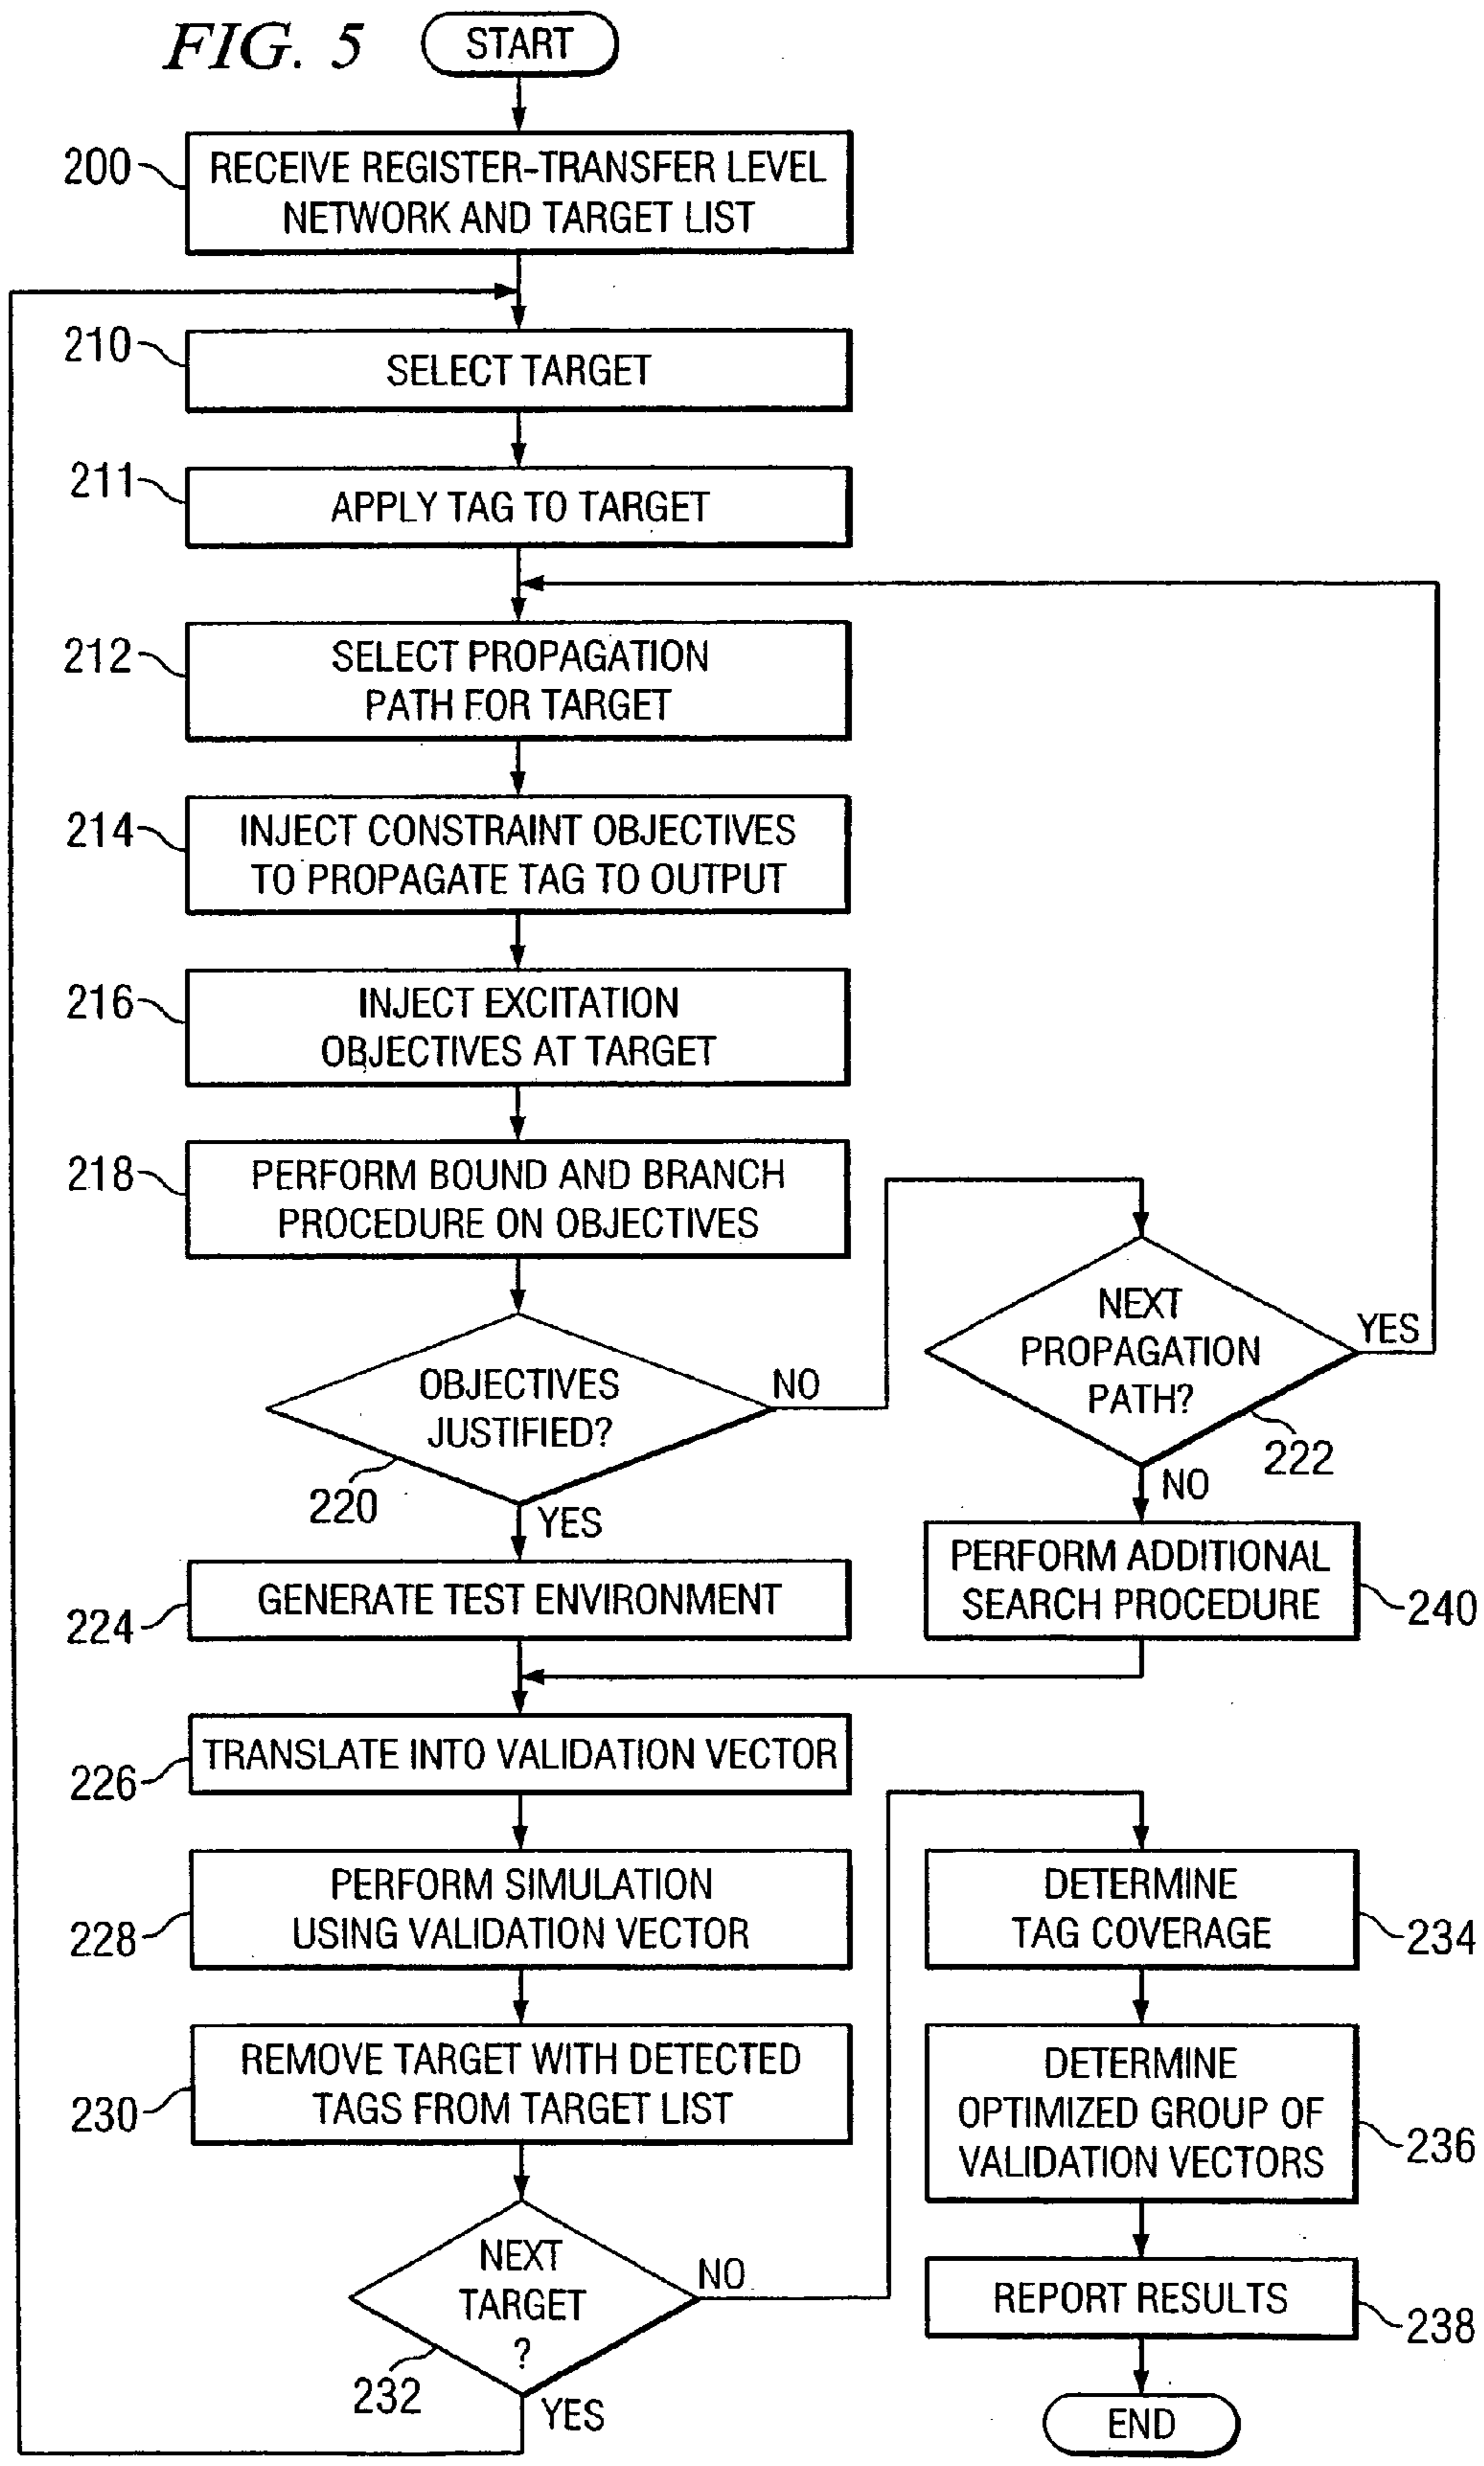 FIG. 5
START
200
RECEIVE REGISTER-TRANSFER LEVEL
NETWORK AND TARGET LIST
210
SELECT TARGET
211
APPLY TAG TO TARGET
212
SELECT PROPAGATION
PATH FOR TARGET
214
INJECT CONSTRAINT OBJECTIVES
TO PROPAGATE TAG TO OUTPUT
216
INJECT EXCITATION
OBJECTIVES AT TARGET
218
PERFORM BOUND AND BRANCH
PROCEDURE ON OBJECTIVES
OBJECTIVES
JUSTIFIED?
220
NO
YES
NEXT
PROPAGATION
PATH?
222
YES
NO
224
GENERATE TEST ENVIRONMENT
PERFORM ADDITIONAL
SEARCH PROCEDURE
240
226
TRANSLATE INTO VALIDATION VECTOR
228
PERFORM SIMULATION
USING VALIDATION VECTOR
230
REMOVE TARGET WITH DETECTED
TAGS FROM TARGET LIST
NEXT
TARGET
?
232
NO
YES
DETERMINE
TAG COVERAGE
234
DETERMINE
OPTIMIZED GROUP OF
VALIDATION VECTORS
236
REPORT RESULTS
238
END